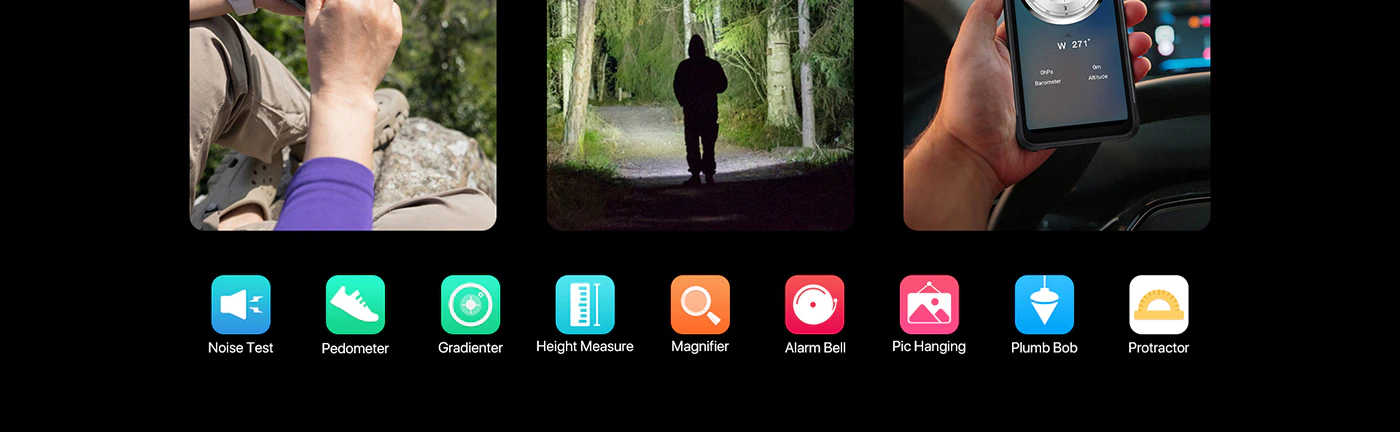 W 271°
0hPa
0m
Barometer
Altitude
Noise Test
Pedometer
Gradienter
Height Measure
Magnifier
Alarm Bell
Pic Hanging
Plumb Bob
Protractor